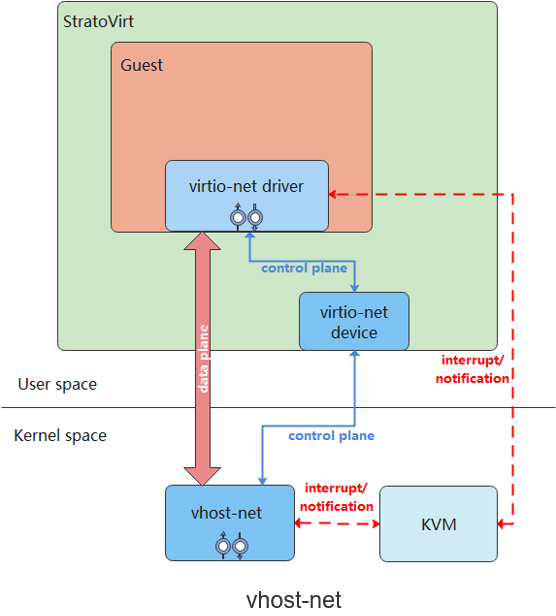 StratoVirt
Guest
virtio-net driver
control plane
virtio-net
device
data plane
interrupt/
notification
User space
Kernel space
control plane
vhost-net
interrupt/
notification
KVM
vhost-net